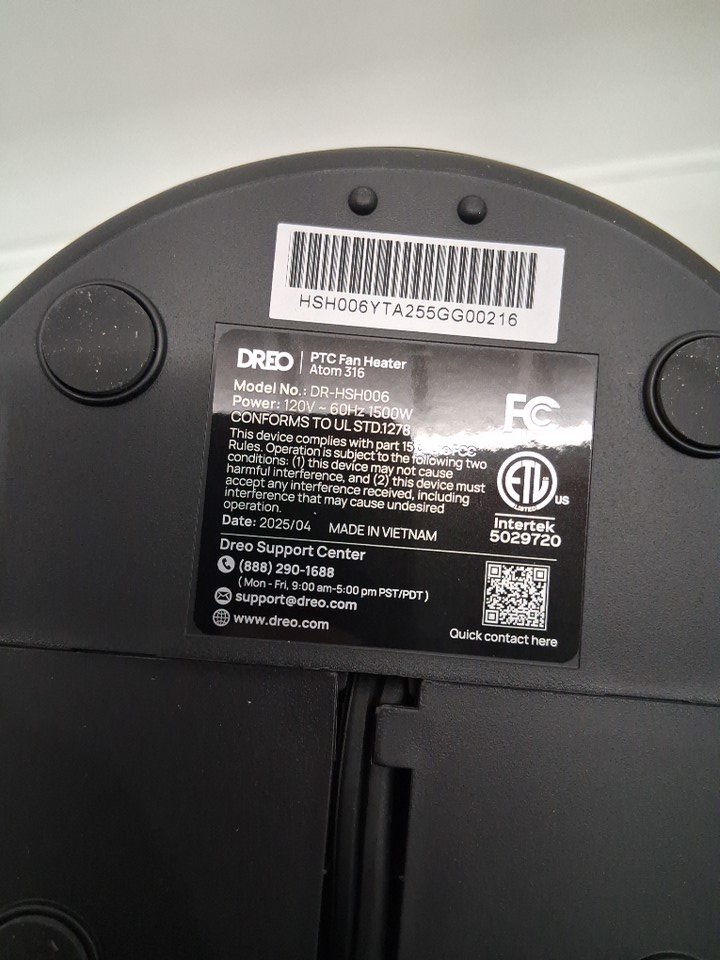 HSH006YTA255GG00216
DREO | PTC Fan Heater
Atom 316
Model No.: DR-HSH006
Power: 120V ~ 60Hz 1500W
CONFORMS TO UL STD.1278
FC
This device complies with part 15 FCC
Rules. Operation is subject to the following two
conditions: (1) this device may not cause
harmful interference, and (2) this device must
accept any interference received, including
interference that may cause undesired
operation.
ETL US
LISTED
Intertek
5029720
Date: 2025/04 MADE IN VIETNAM
Dreo Support Center
(888) 290-1688
(Mon - Fri, 9:00 am-5:00 pm PST/PDT)
support@dreo.com
www.dreo.com
Quick contact here